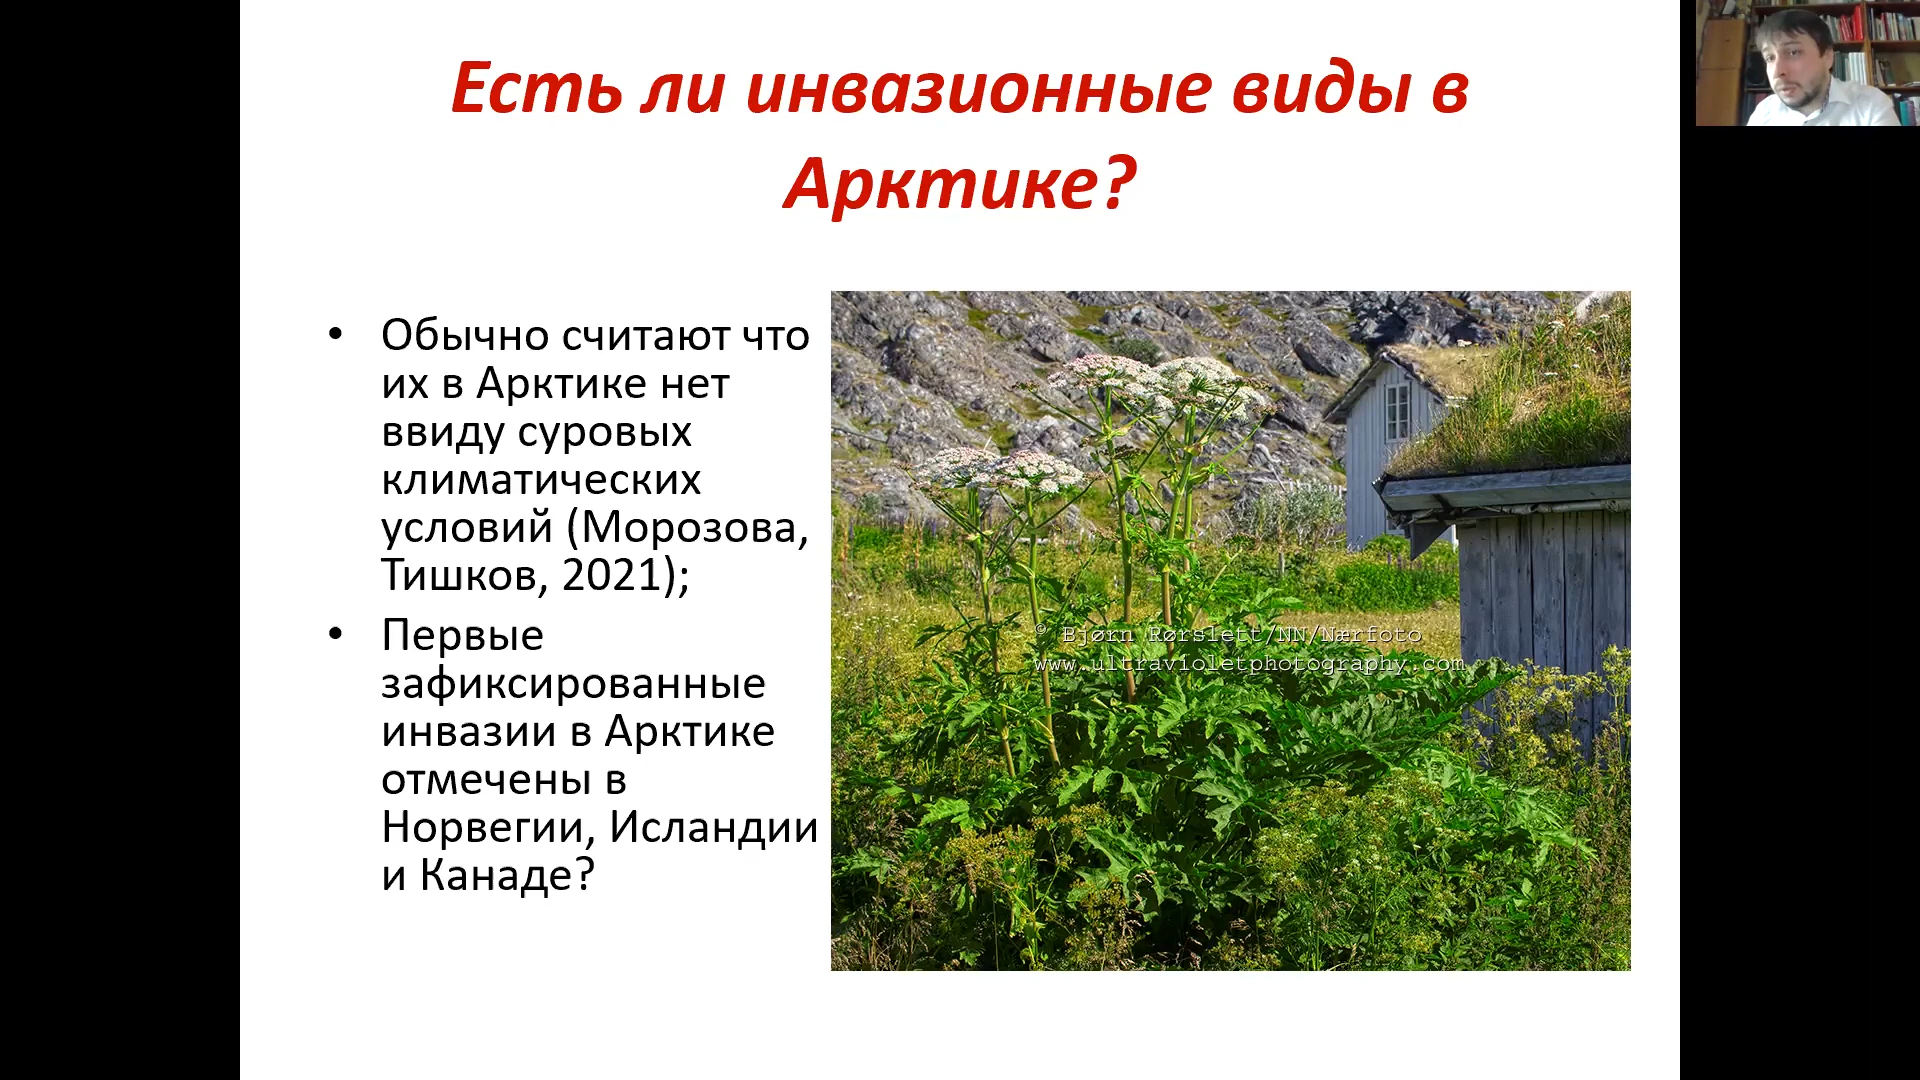 Есть ли инвазионные виды в
Арктике?
• Обычно считают что
их в Арктике нет
ввиду суровых
климатических
условий (Морозова,
Тишков, 2021);
• Первые
зафиксированные
инвазии в Арктике
отмечены в
Норвегии, Исландии
и Канаде?
© Bjørn Rørslett/NN/Nærfoto
www.ultravioletphotography.com